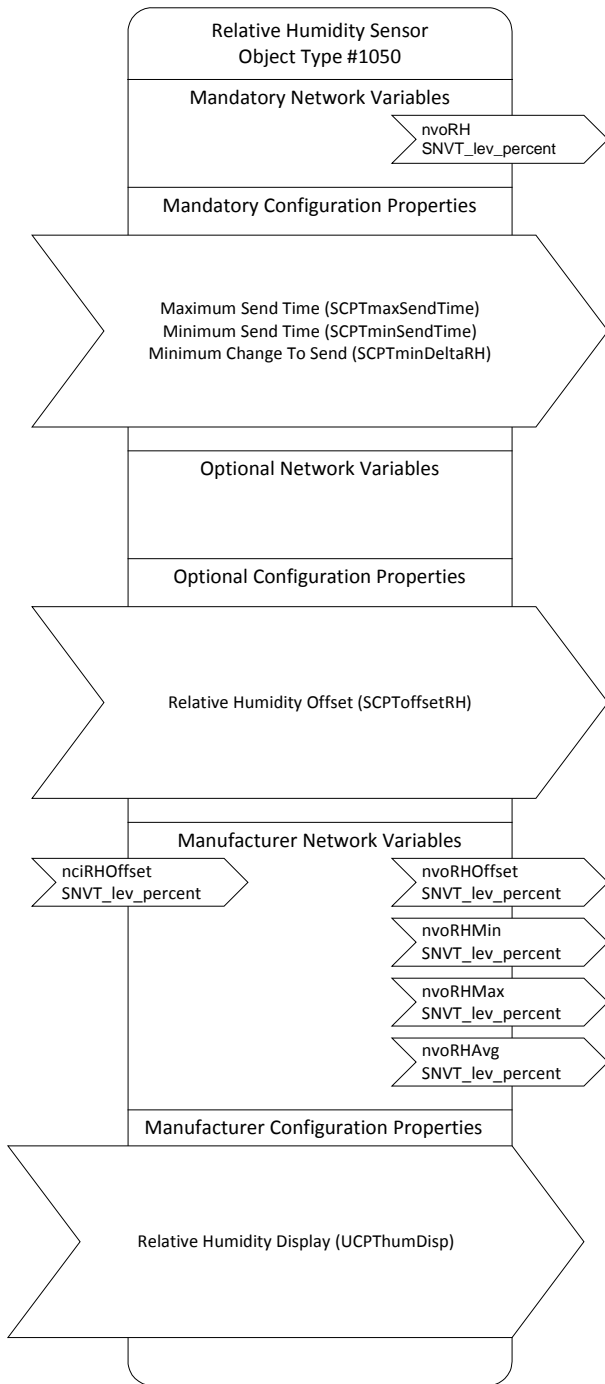 Relative Humidity Sensor
Object Type #1050
Mandatory Network Variables
nvoRH
SNVT_lev_percent
Mandatory Configuration Properties
Maximum Send Time (SCPTmaxSendTime)
Minimum Send Time (SCPTminSendTime)
Minimum Change To Send (SCPTminDeltaRH)
Optional Network Variables
Optional Configuration Properties
Relative Humidity Offset (SCPToffsetRH)
Manufacturer Network Variables
nciRHOffset
SNVT_lev_percent
nvoRHOffset
SNVT_lev_percent
nvoRHMin
SNVT_lev_percent
nvoRHMax
SNVT_lev_percent
nvoRHAvg
SNVT_lev_percent
Manufacturer Configuration Properties
Relative Humidity Display (UCPThumDisp)